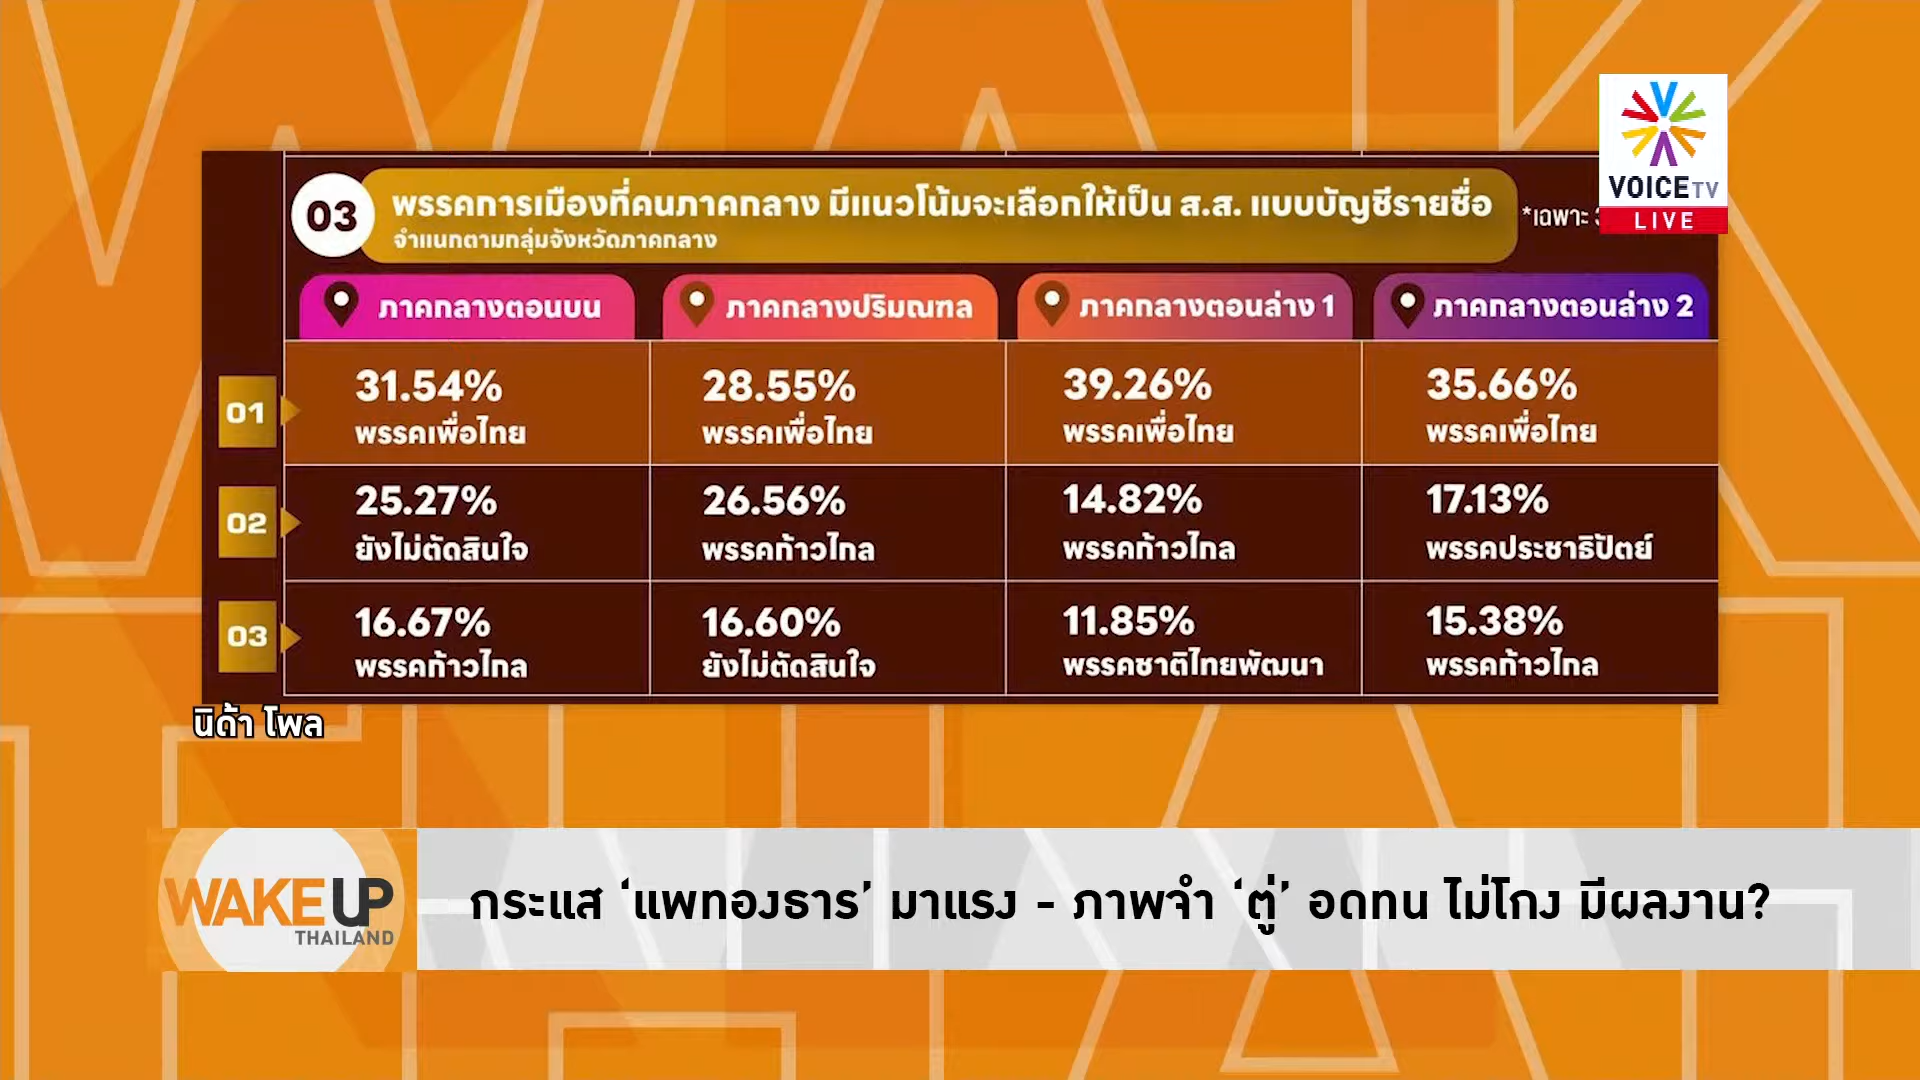 VOICETV
LIVE
03
พรรคการเมืองที่คนภาคกลาง มีแนวโน้มจะเลือกให้เป็น ส.ส. แบบบัญชีรายชื่อ
*เฉพาะ
จำแนกตามกลุ่มจังหวัดภาคกลาง
ภาคกลางตอนบน
ภาคกลางปริมณฑล
ภาคกลางตอนล่าง 1
ภาคกลางตอนล่าง 2
01
31.54%
พรรคเพื่อไทย
28.55%
พรรคเพื่อไทย
39.26%
พรรคเพื่อไทย
35.66%
พรรคเพื่อไทย
02
25.27%
ยังไม่ตัดสินใจ
26.56%
พรรคก้าวไกล
14.82%
พรรคก้าวไกล
17.13%
พรรคประชาธิปัตย์
03
16.67%
พรรคก้าวไกล
16.60%
ยังไม่ตัดสินใจ
11.85%
พรรคชาติไทยพัฒนา
15.38%
พรรคก้าวไกล
นิด้า โพล
WAKE UP
THAILAND
กระแส ‘แพทองธาร’ มาแรง - ภาพจำ ‘ตู่’ อดทน ไม่โกง มีผลงาน?